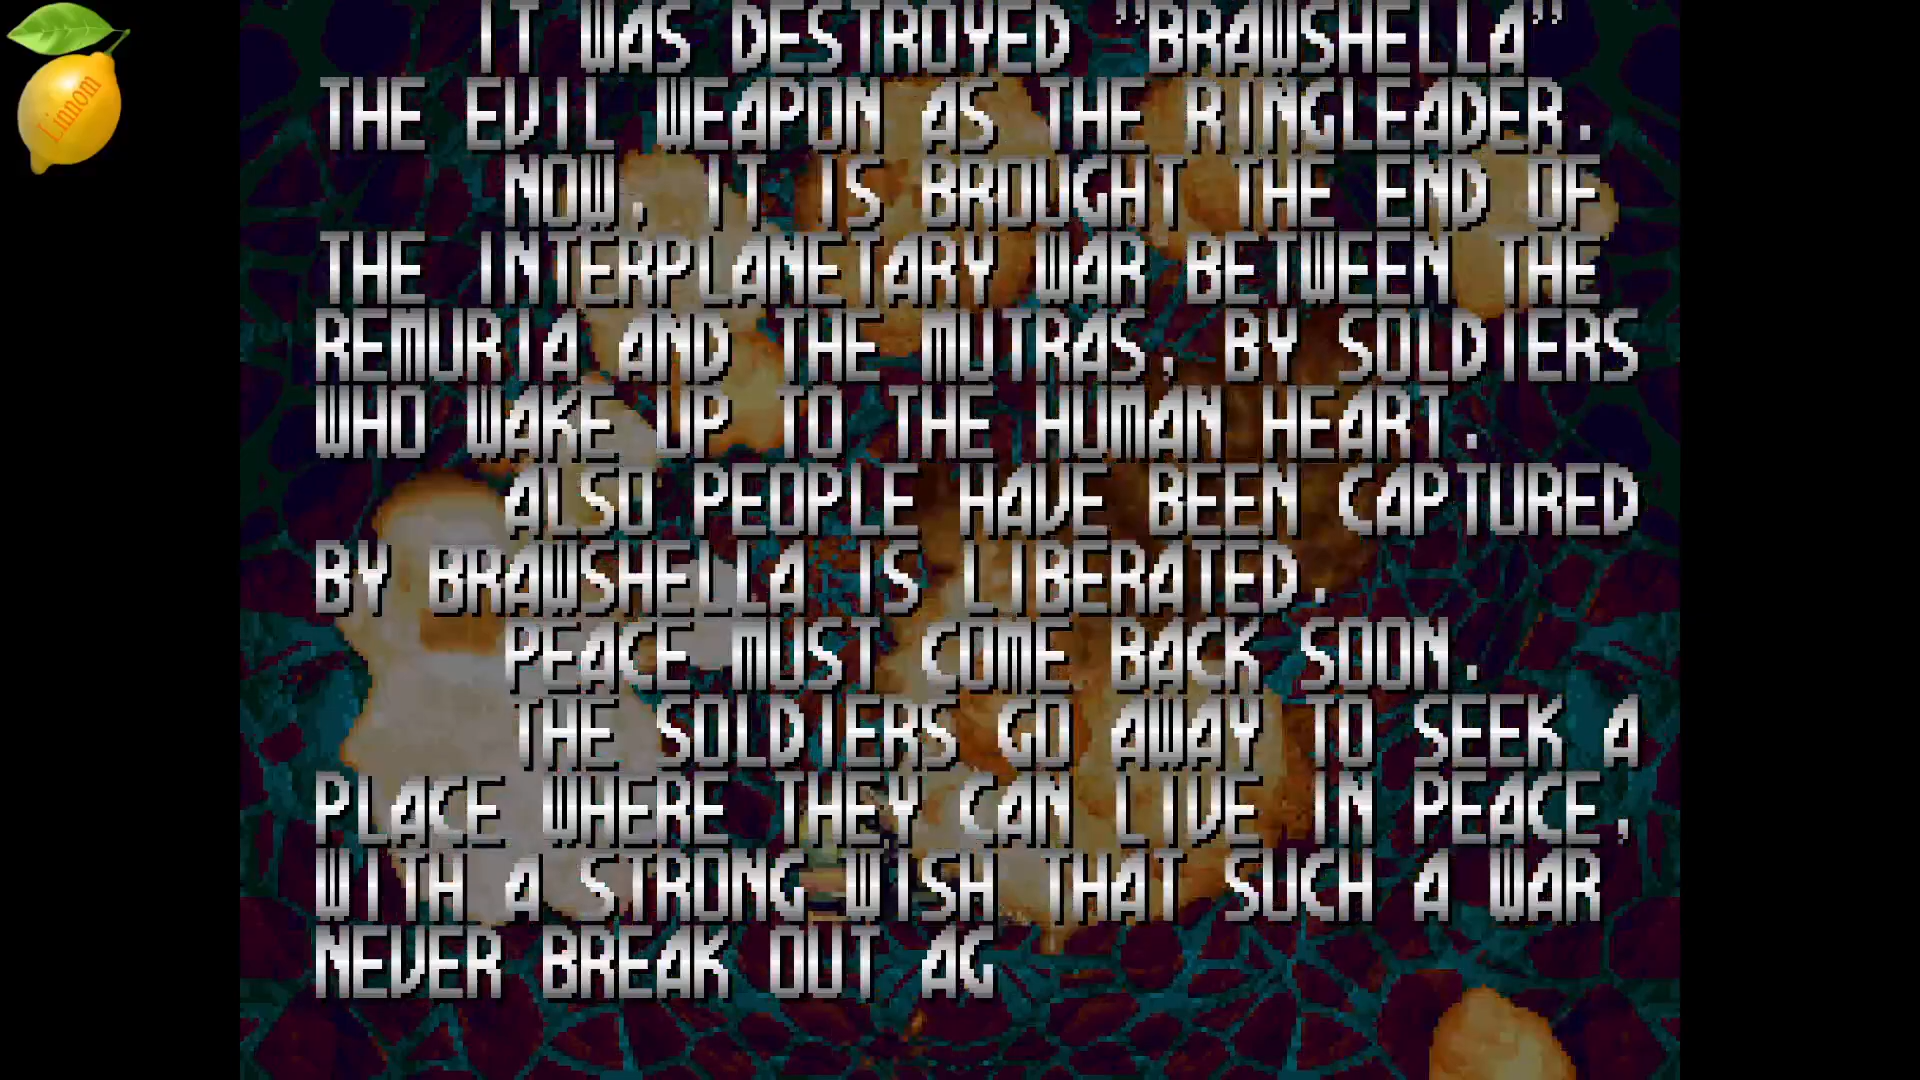 Linnom
IT WAS DESTROYED "BRAWSHELLA"
THE EVIL WEAPON AS THE RINGLEADER.
NOW, IT IS BROUGHT THE END OF
THE INTERPLANETARY WAR BETWEEN THE
REMURIA AND THE MUTRAS, BY SOLDIERS
WHO WAKE UP TO THE HUMAN HEART.
ALSO PEOPLE HAVE BEEN CAPTURED
BY BRAWSHELLA IS LIBERATED.
PEACE MUST COME BACK SOON.
THE SOLDIERS GO AWAY TO SEEK A
PLACE WHERE THEY CAN LIVE IN PEACE,
WITH A STRONG WISH THAT SUCH A WAR
NEVER BREAK OUT AG